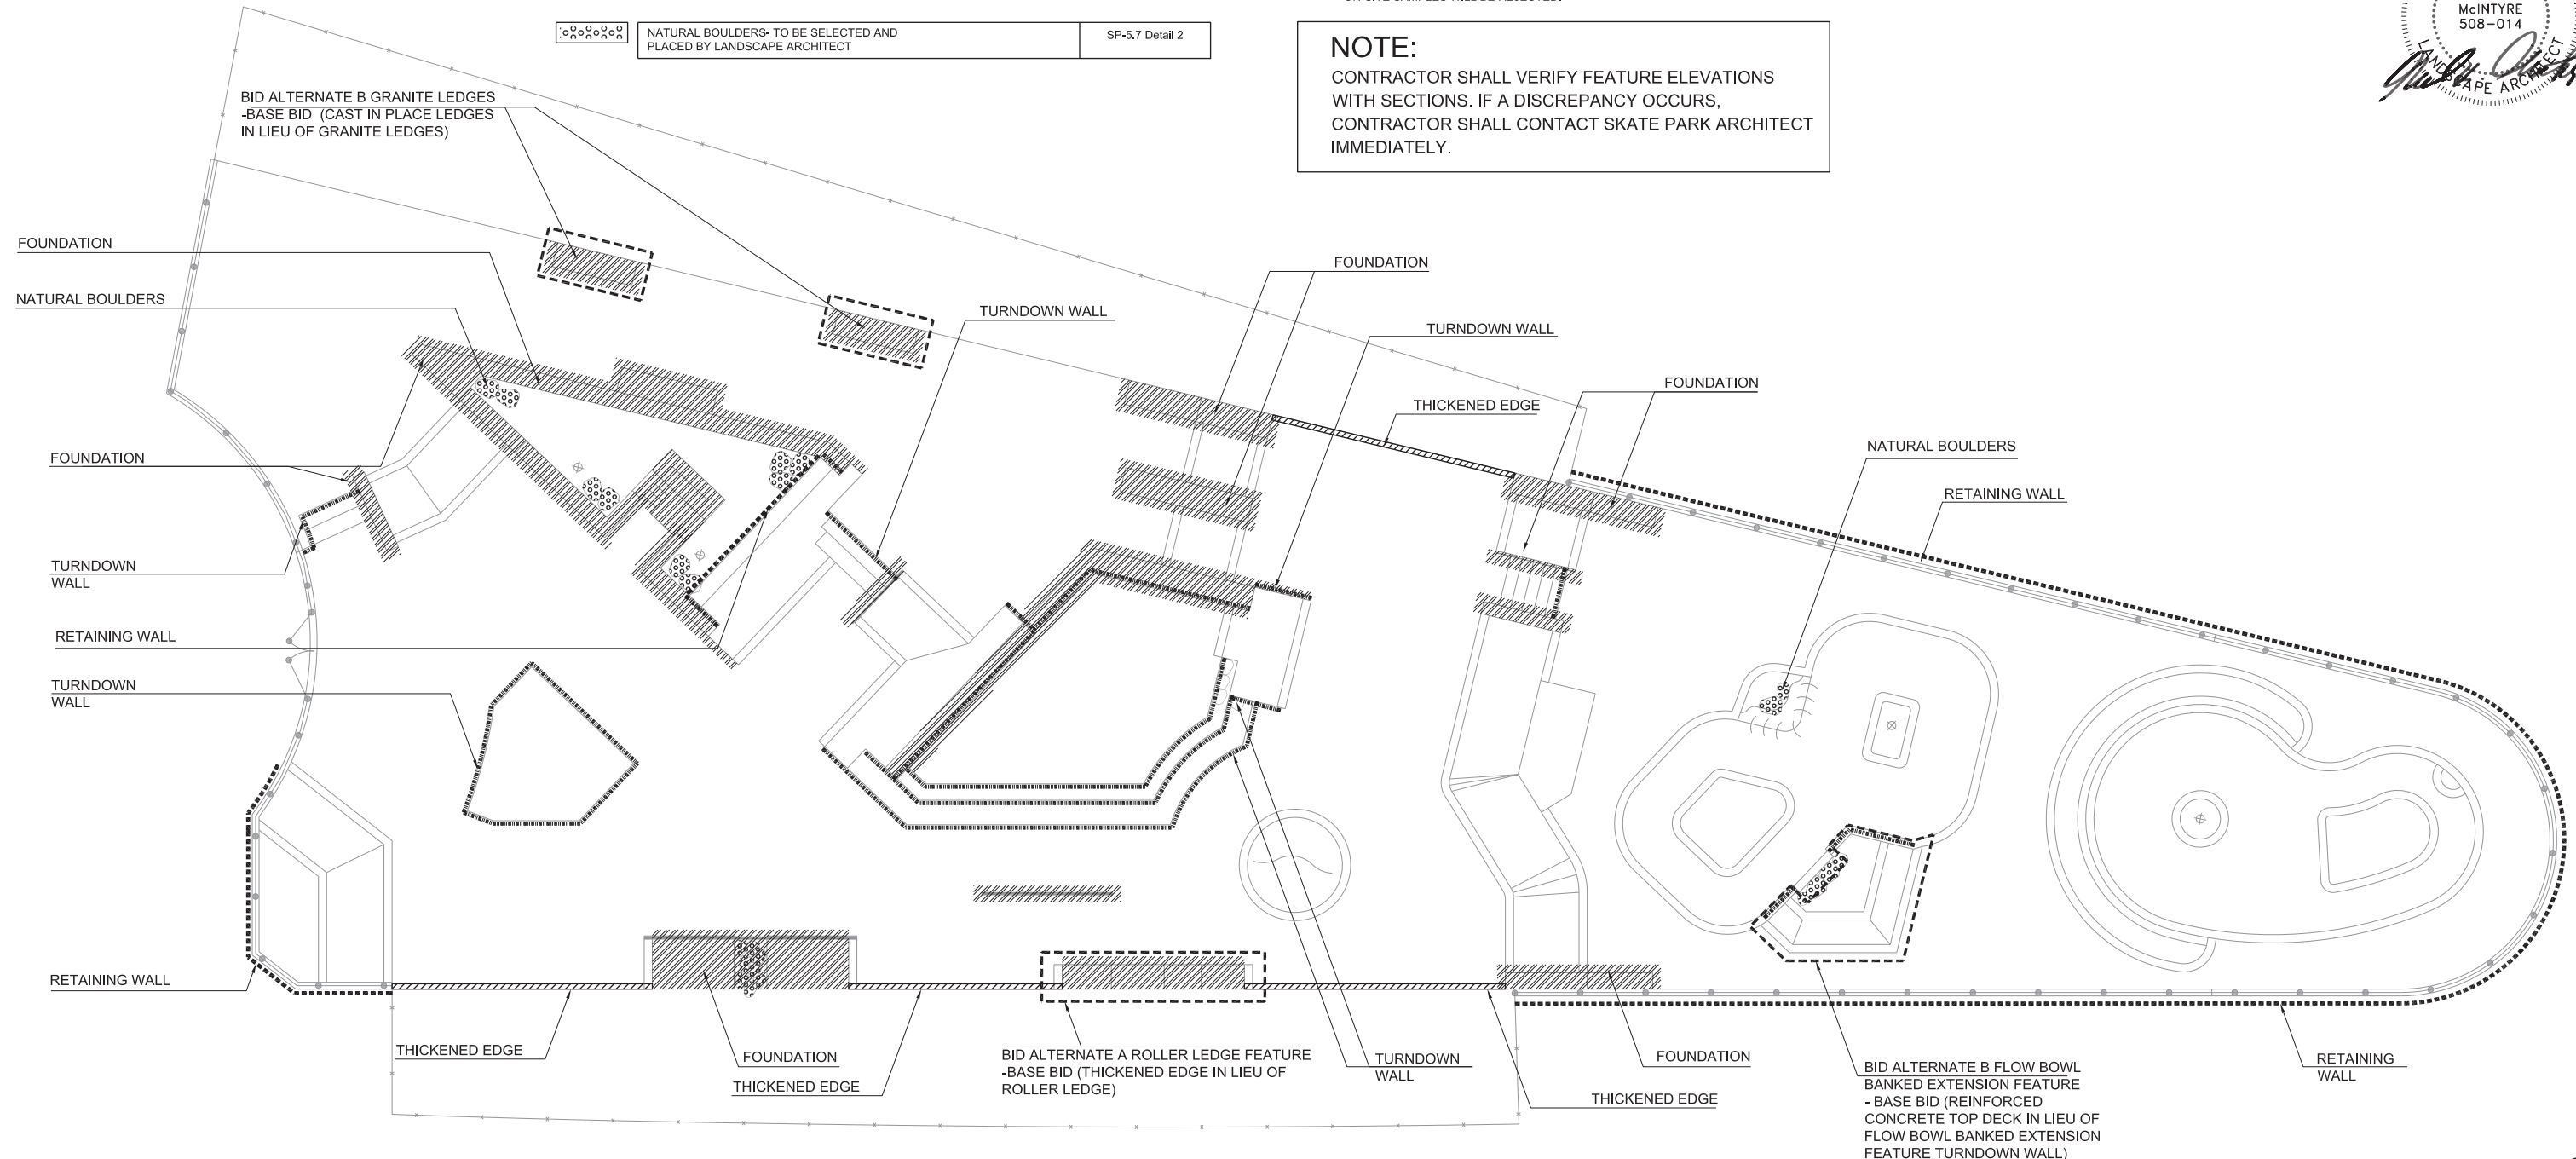 NATURAL BOULDERS- TO BE SELECTED AND
PLACED BY LANDSCAPE ARCHITECT
SP-5.7 Detail 2
NOTE:
CONTRACTOR SHALL VERIFY FEATURE ELEVATIONS
WITH SECTIONS. IF A DISCREPANCY OCCURS,
CONTRACTOR SHALL CONTACT SKATE PARK ARCHITECT
IMMEDIATELY.
McINTYRE
508-014
LANDSCAPE ARCHITECT
BID ALTERNATE B GRANITE LEDGES
-BASE BID (CAST IN PLACE LEDGES
IN LIEU OF GRANITE LEDGES)
FOUNDATION
NATURAL BOULDERS
FOUNDATION
TURNDOWN
WALL
RETAINING WALL
TURNDOWN
WALL
RETAINING WALL
TURNDOWN WALL
FOUNDATION
TURNDOWN WALL
FOUNDATION
THICKENED EDGE
NATURAL BOULDERS
RETAINING WALL
THICKENED EDGE
FOUNDATION
THICKENED EDGE
BID ALTERNATE A ROLLER LEDGE FEATURE
-BASE BID (THICKENED EDGE IN LIEU OF
ROLLER LEDGE)
TURNDOWN
WALL
FOUNDATION
THICKENED EDGE
BID ALTERNATE B FLOW BOWL
BANKED EXTENSION FEATURE
- BASE BID (REINFORCED
CONCRETE TOP DECK IN LIEU OF
FLOW BOWL BANKED EXTENSION
FEATURE TURNDOWN WALL)
RETAINING
WALL